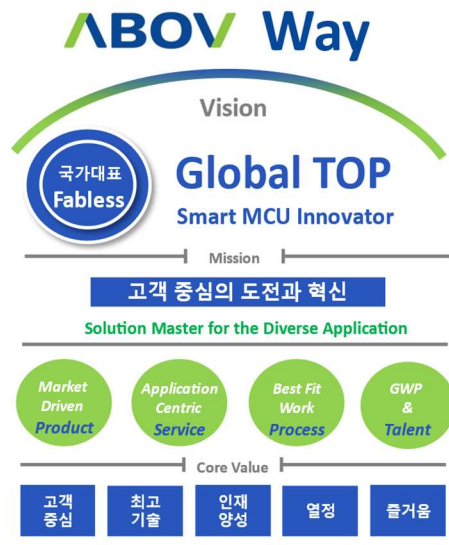 ABOV Way
Vision
국가대표
Fabless
Global TOP
Smart MCU Innovator
Mission
고객 중심의 도전과 혁신
Solution Master for the Diverse Application
Market
Driven
Product
Application
Centric
Service
Best Fit
Work
Process
GWP
&
Talent
Core Value
고객
중심
최고
기술
인재
양성
열정
즐거움